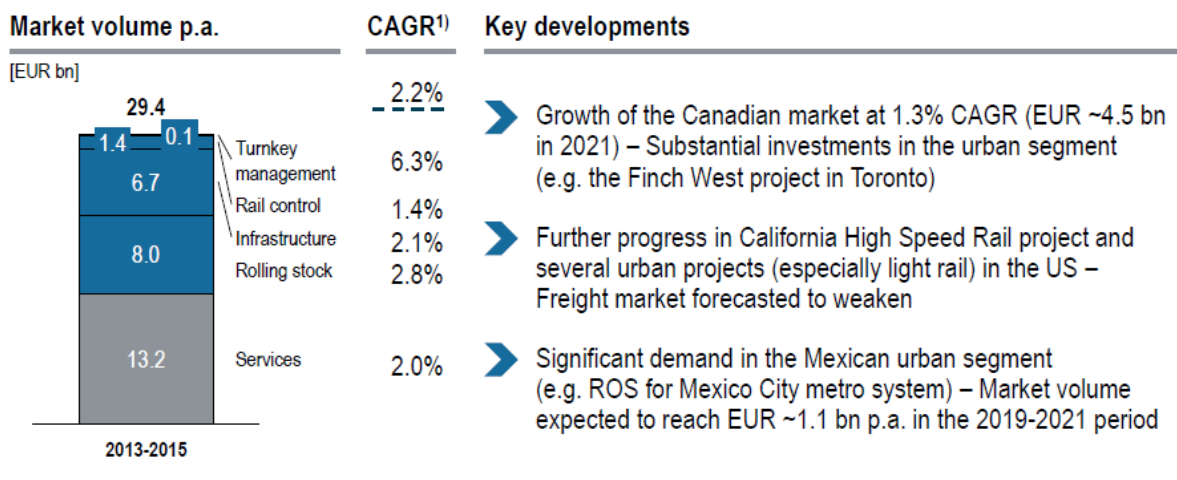 Market volume p.a.
CAGR1)
Key developments
[EUR bn]
29.4
1.4
0.1
6.7
8.0
13.2
2013-2015
Turnkey
management
Rail control
Infrastructure
Rolling stock
Services
2.2%
6.3%
1.4%
2.1%
2.8%
2.0%
Growth of the Canadian market at 1.3% CAGR (EUR ~4.5 bn
in 2021) – Substantial investments in the urban segment
(e.g. the Finch West project in Toronto)
Further progress in California High Speed Rail project and
several urban projects (especially light rail) in the US –
Freight market forecasted to weaken
Significant demand in the Mexican urban segment
(e.g. ROS for Mexico City metro system) – Market volume
expected to reach EUR ~1.1 bn p.a. in the 2019-2021 period